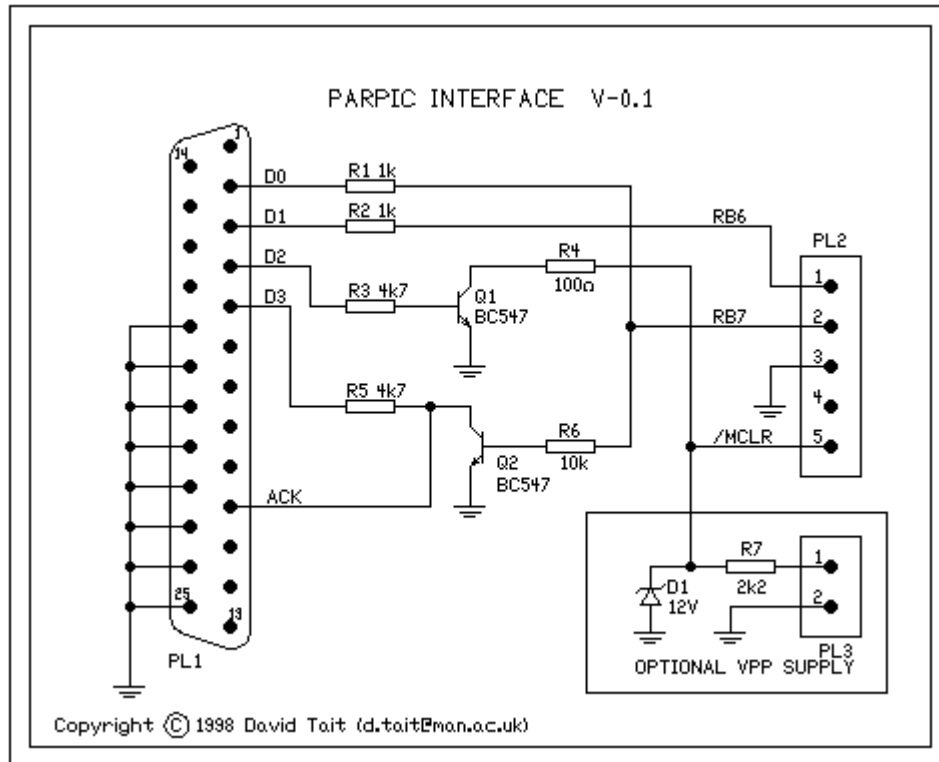 PARPIC INTERFACE V-0.1
1
14
D0
R1 1k
D1
R2 1k
RB6
PL2
D2
R4
100Ω
1
R3 4k7
Q1
BC547
D3
RB7
2
3
R5 4k7
4
R6
10k
/MCLR
5
Q2
BC547
ACK
R7
2k2
1
D1
12V
2
25
13
PL1
PL3
OPTIONAL VPP SUPPLY
Copyright © 1998 David Tait (d.tait@man.ac.uk)